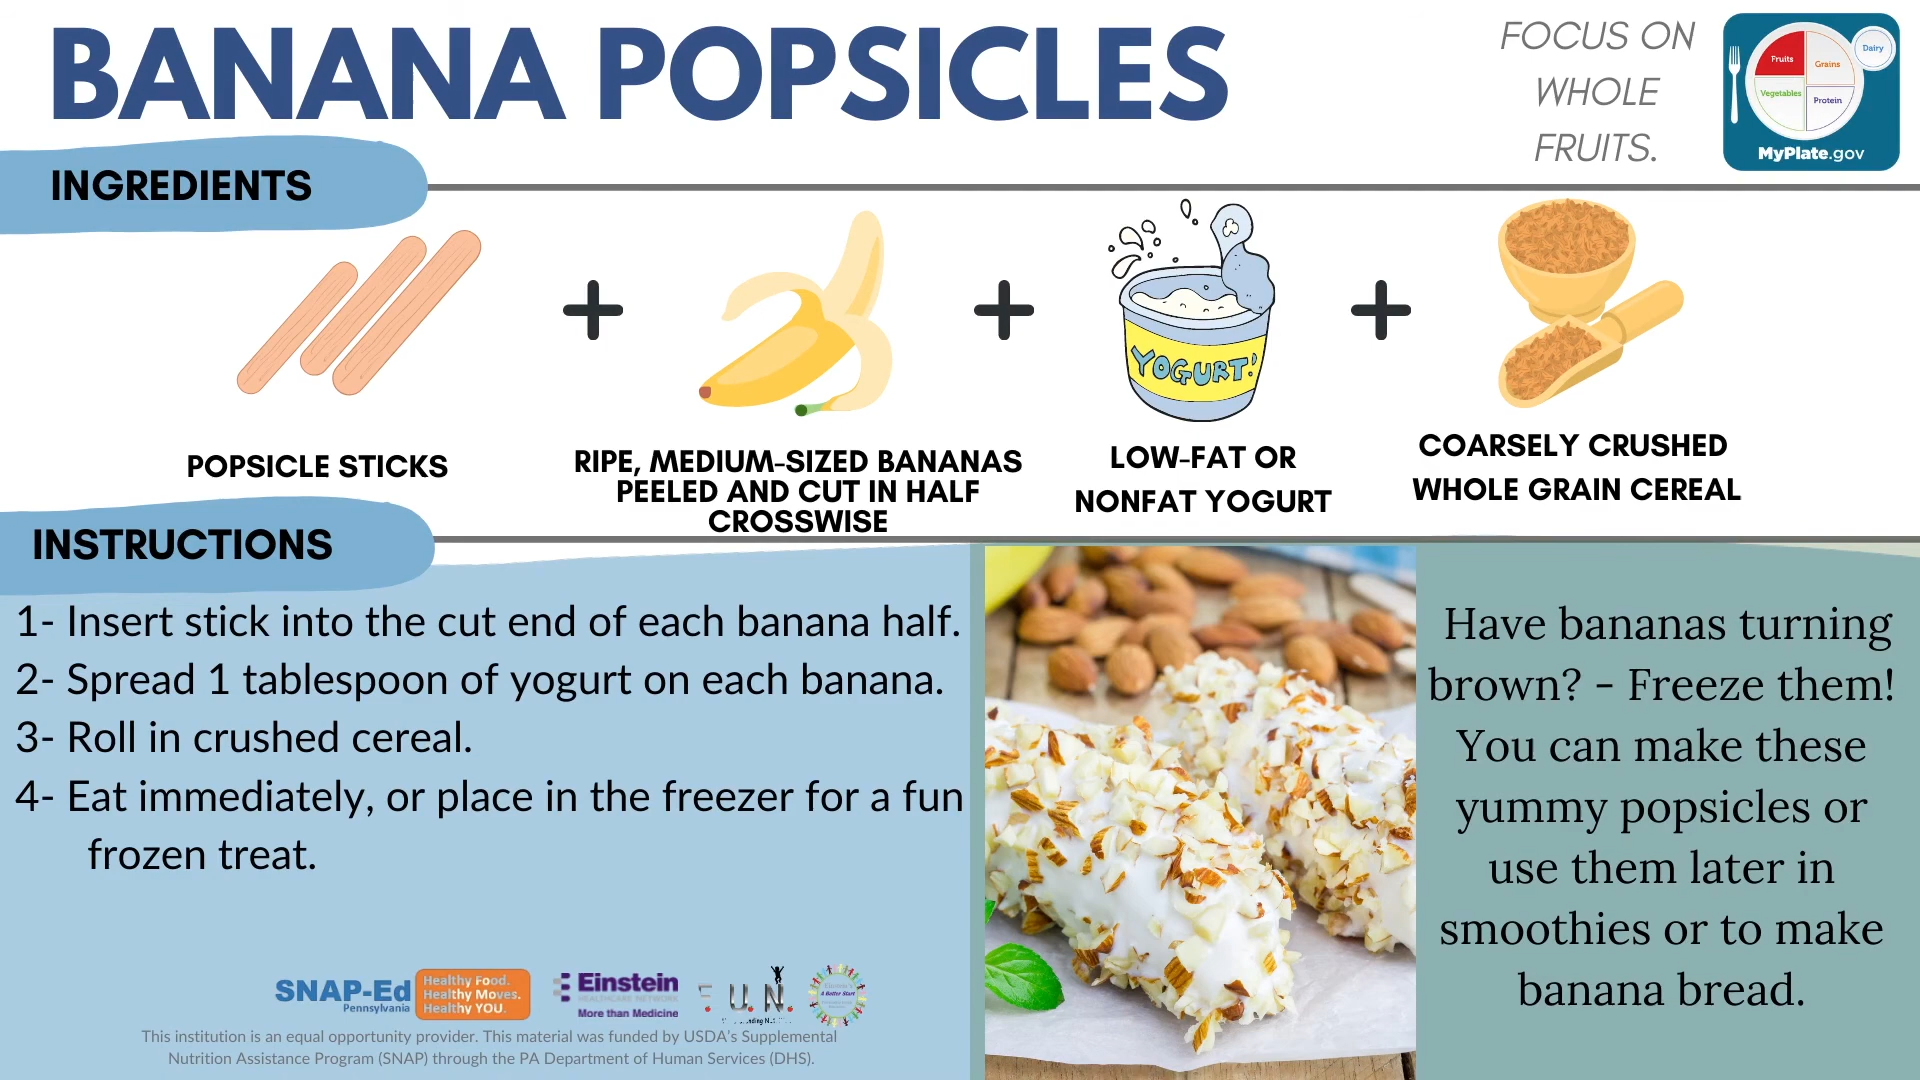 BANANA POPSICLES
FOCUS ON
WHOLE
FRUITS.
Fruits
Grains
Dairy
Vegetables
Protein
MyPlate.gov
INGREDIENTS
YOGURT!
POPSICLE STICKS
RIPE, MEDIUM-SIZED BANANAS
PEELED AND CUT IN HALF
CROSSWISE
LOW-FAT OR
NONFAT YOGURT
COARSELY CRUSHED
WHOLE GRAIN CEREAL
INSTRUCTIONS
1- Insert stick into the cut end of each banana half.
2- Spread 1 tablespoon of yogurt on each banana.
3- Roll in crushed cereal.
4- Eat immediately, or place in the freezer for a fun
frozen treat.
Have bananas turning
brown? - Freeze them!
You can make these
yummy popsicles or
use them later in
smoothies or to make
banana bread.
SNAP-Ed
Pennsylvania
Healthy Food.
Healthy Moves.
Healthy YOU.
Einstein
HEALTHCARE NETWORK
More than Medicine
F.U.N.
A Better Start
This institution is an equal opportunity provider. This material was funded by USDA's Supplemental
Nutrition Assistance Program (SNAP) through the PA Department of Human Services (DHS).